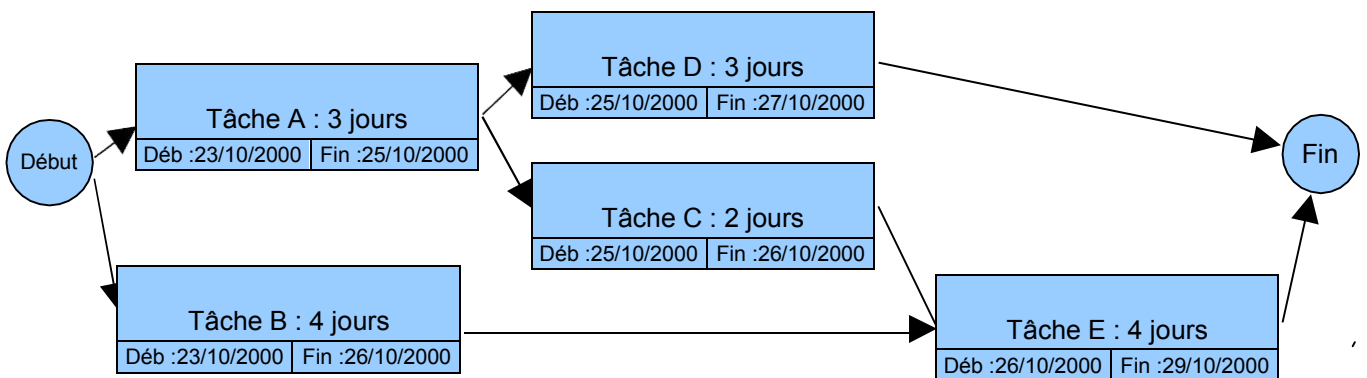 Début
Tâche A : 3 jours
Déb :23/10/2000 Fin :25/10/2000
Tâche B : 4 jours
Déb :23/10/2000 Fin :26/10/2000
Tâche D : 3 jours
Déb :25/10/2000 Fin :27/10/2000
Tâche C : 2 jours
Déb :25/10/2000 Fin :26/10/2000
Tâche E : 4 jours
Déb :26/10/2000 Fin :29/10/2000
Fin